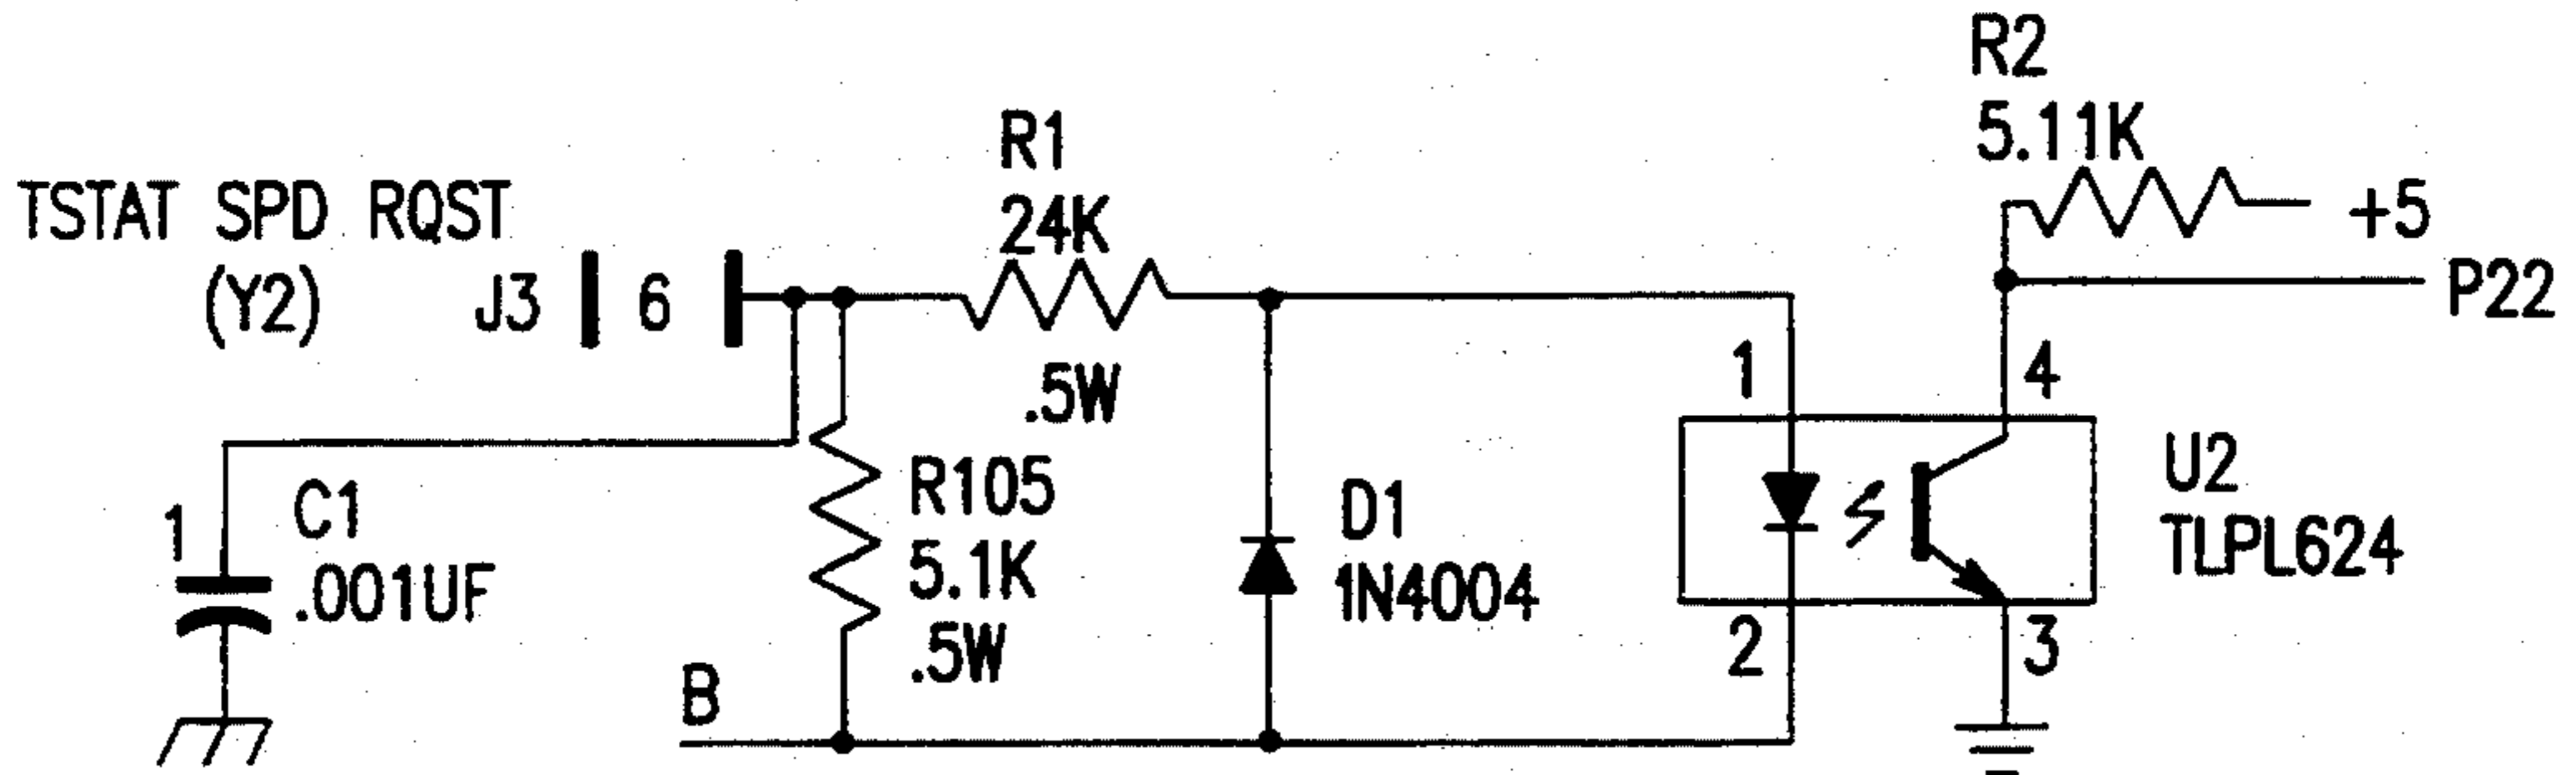 R2
5.11K
+5
P22
R1
24K
.5W
TSTAT SPD RQST
(Y2)
J3
6
1
C1
.001UF
R105
5.1K
.5W
B
D1
1N4004
1
4
2
3
U2
TLPL624